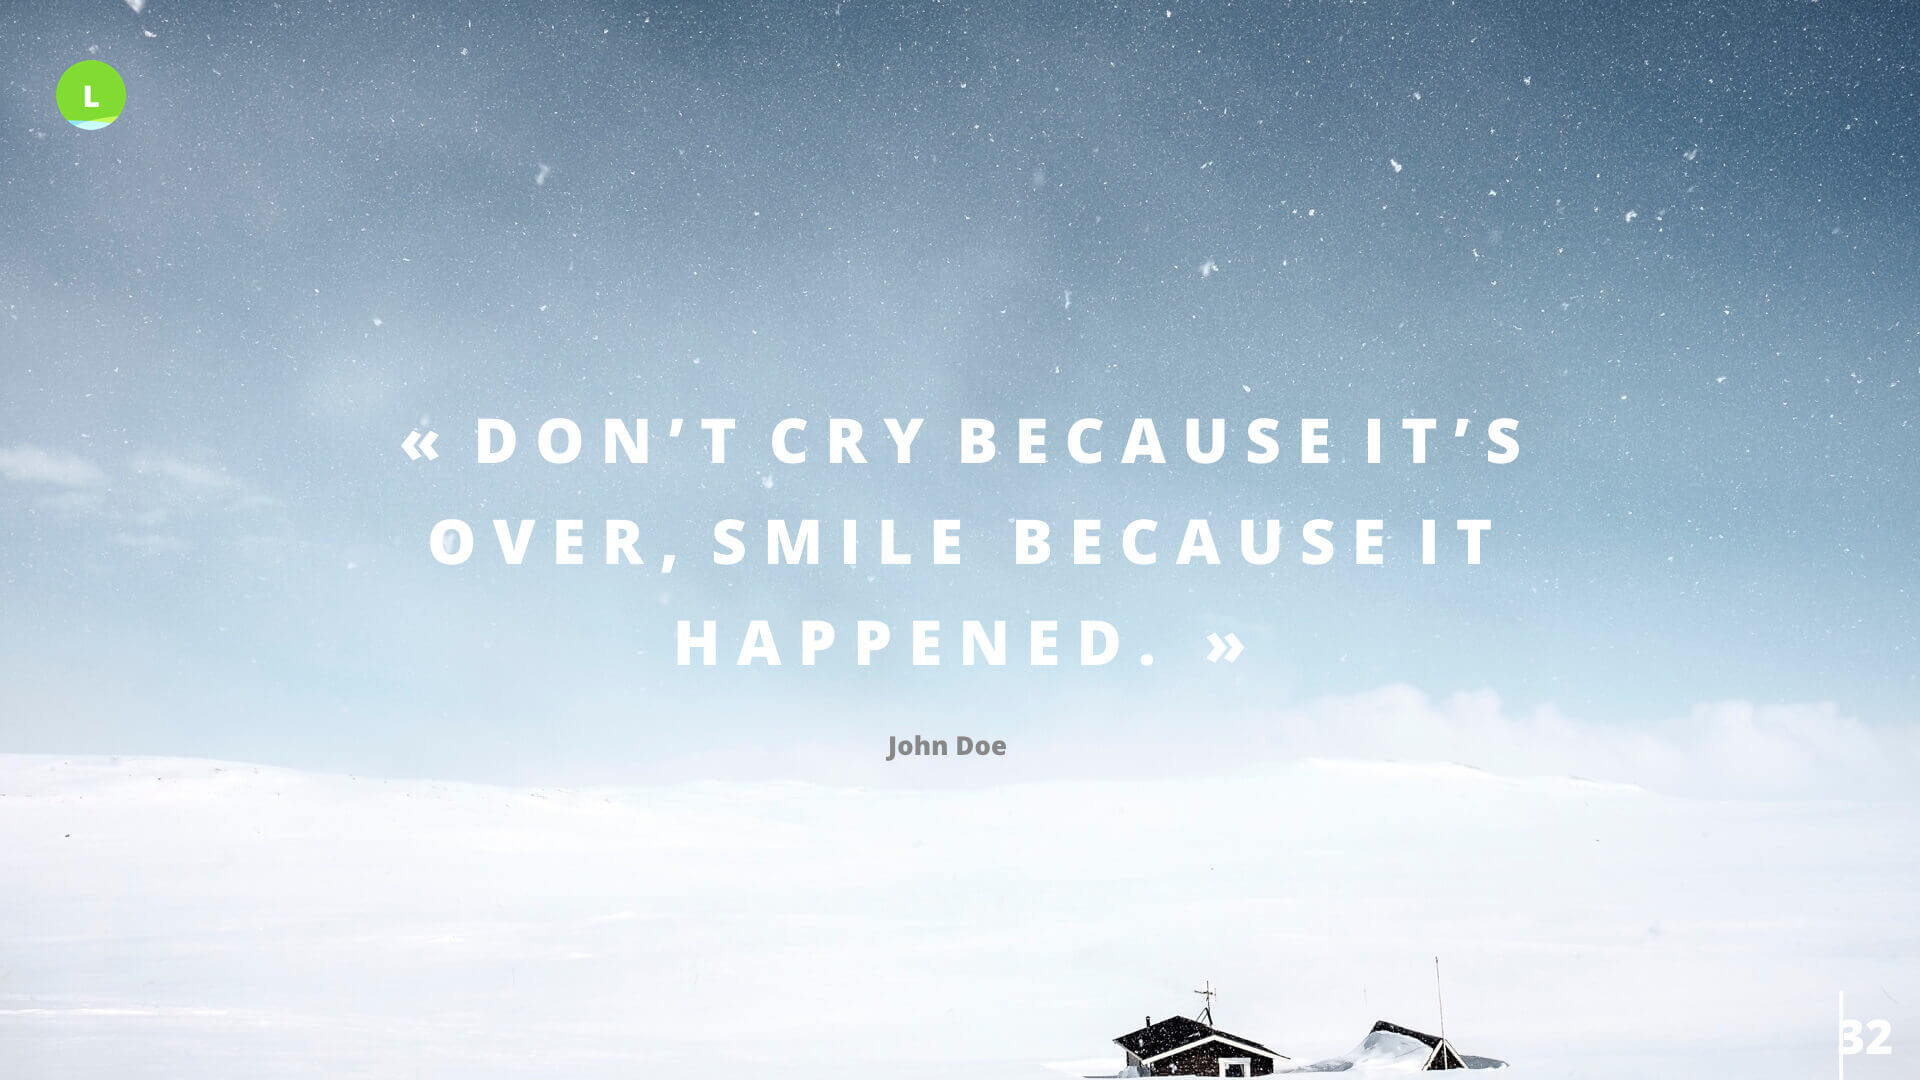 L
« DON’T CRY BECAUSE IT’S
OVER, SMILE BECAUSE IT
HAPPENED. »
John Doe
32